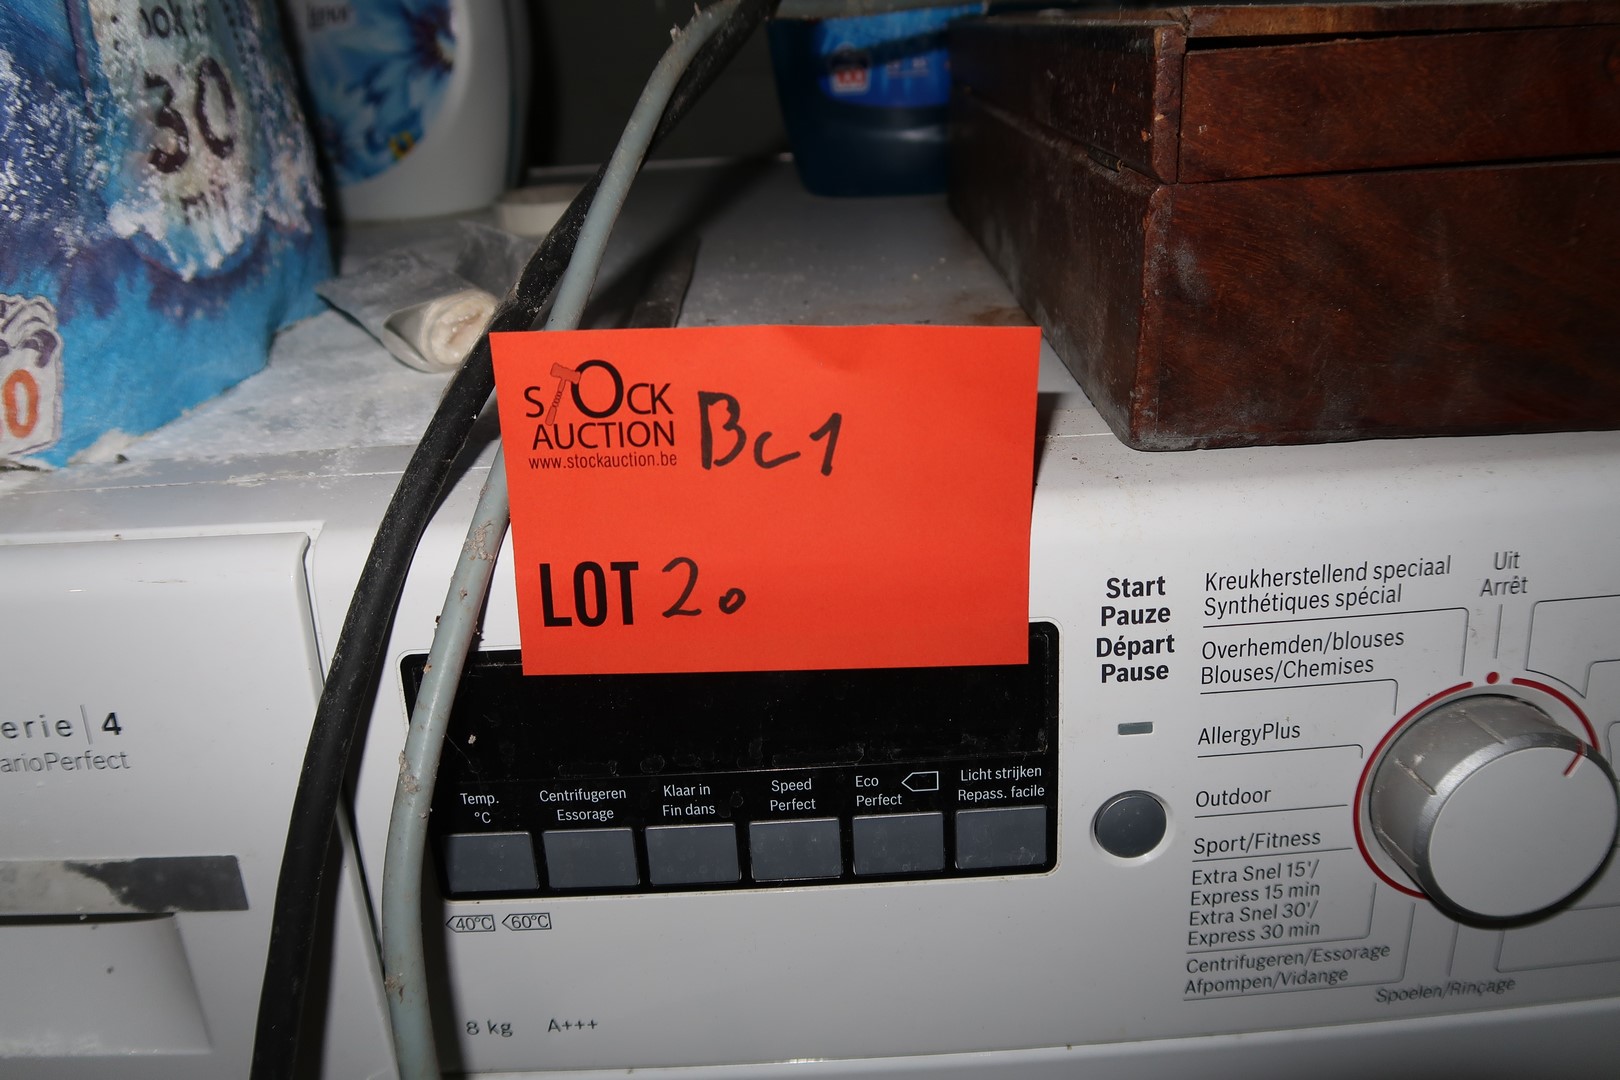 30
0
STOCK
AUCTION
www.stockauction.be
Bc1
LOT 20
erie | 4
arioPerfect
Temp.
°C
Centrifugeren
Essorage
Klaar in
Fin dans
Speed
Perfect
Eco
Perfect
Licht strijken
Repass. facile
40°C 60°C
8 kg A+++
Start
Pauze
Départ
Pause
Kreukherstellend speciaal
Synthétiques spécial
Uit
Arrêt
Overhemden/blouses
Blouses/Chemises
AllergyPlus
Outdoor
Sport/Fitness
Extra Snel 15'/
Express 15 min
Extra Snel 30'/
Express 30 min
Centrifugeren/Essorage
Afpompen/Vidange
Spoelen/Rinçage